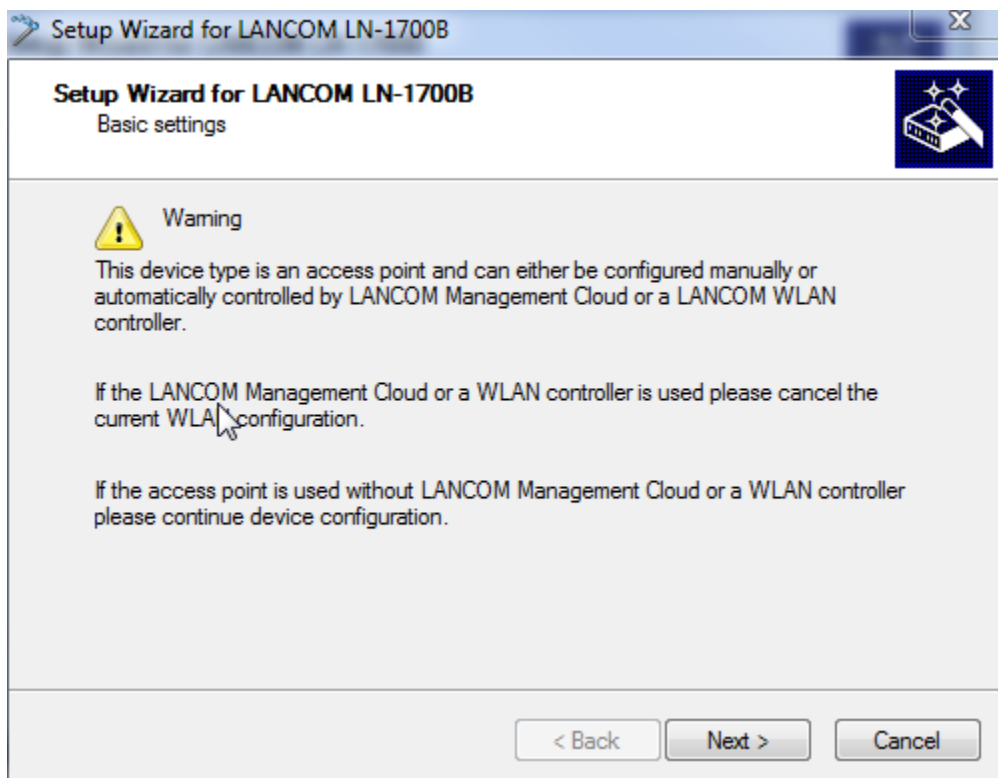 Setup Wizard for LANCOM LN-1700B
Setup Wizard for LANCOM LN-1700B
Basic settings
Warning
This device type is an access point and can either be configured manually or
automatically controlled by LANCOM Management Cloud or a LANCOM WLAN
controller.
If the LANCOM Management Cloud or a WLAN controller is used please cancel the
current WLAN configuration.
If the access point is used without LANCOM Management Cloud or a WLAN controller
please continue device configuration.
< Back
Next >
Cancel